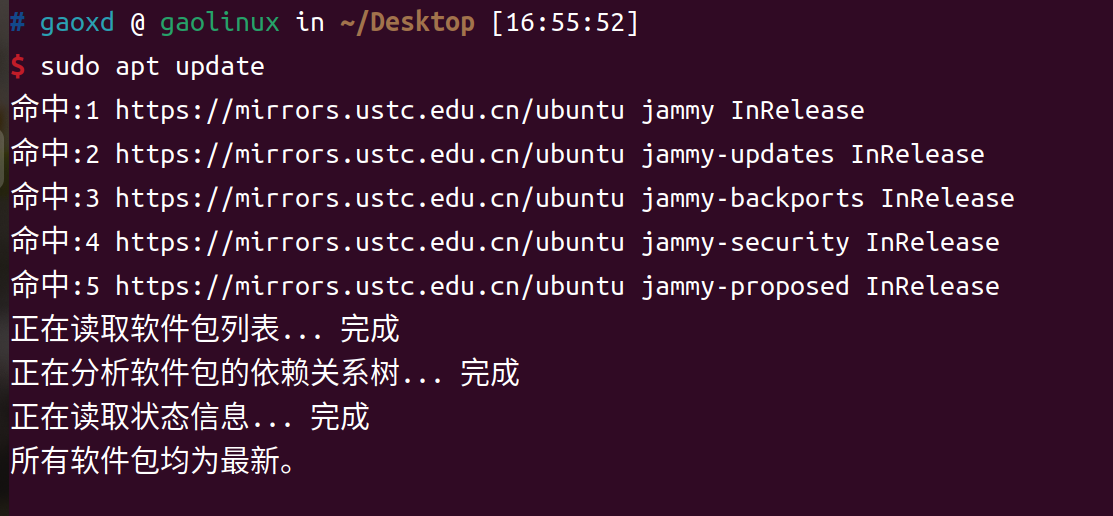 # gaoxd @ gaolinux in ~/Desktop [16:55:52]
$ sudo apt update
命中:1 https://mirrors.ustc.edu.cn/ubuntu jammy InRelease
命中:2 https://mirrors.ustc.edu.cn/ubuntu jammy-updates InRelease
命中:3 https://mirrors.ustc.edu.cn/ubuntu jammy-backports InRelease
命中:4 https://mirrors.ustc.edu.cn/ubuntu jammy-security InRelease
命中:5 https://mirrors.ustc.edu.cn/ubuntu jammy-proposed InRelease
正在读取软件包列表... 完成
正在分析软件包的依赖关系树... 完成
正在读取状态信息... 完成
所有软件包均为最新。